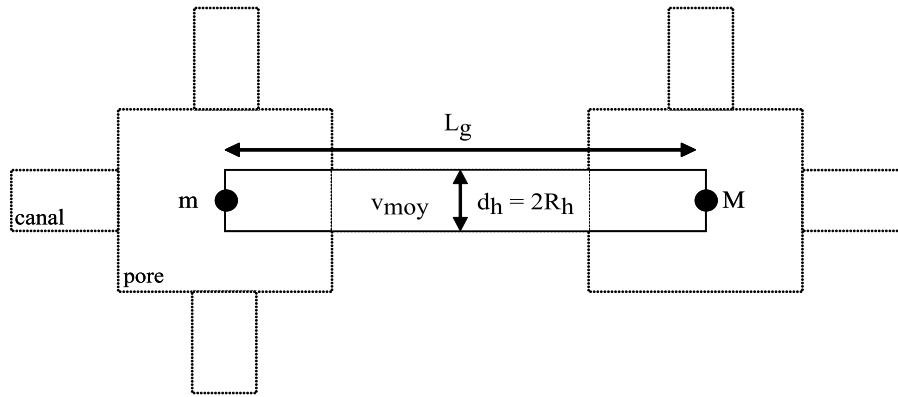 Lg
m
vmoy
dh = 2Rh
M
canal
pore